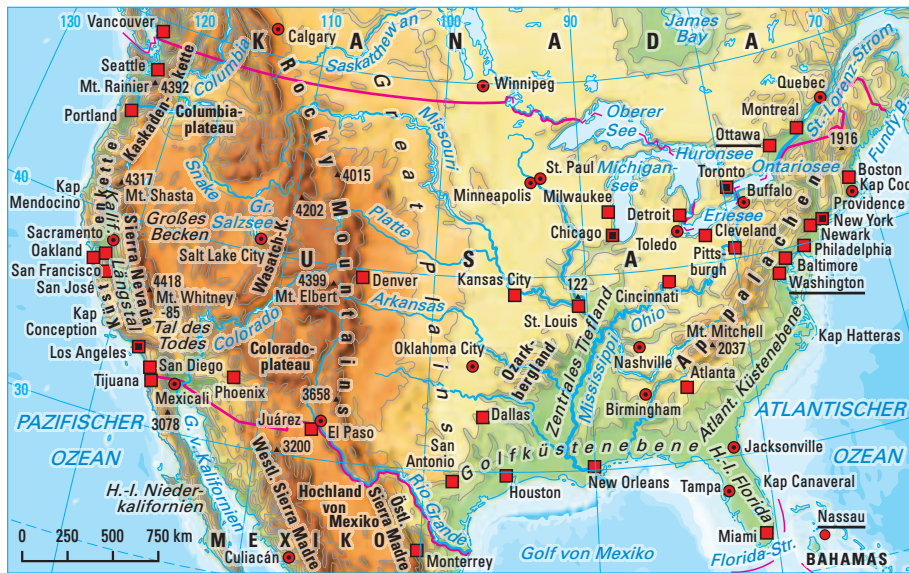 130
120
110
100
90
80
70
40
30
KANADA
USA
MEXIKO
BAHAMAS
Vancouver
Calgary
Saskatchewan
Winnipeg
James
Bay
Quebec
Montreal
St.-Lorenz-Strom
Ottawa
1916
Fundy B.
Seattle
Mt. Rainier
4392
Columbia
Portland
Columbia-
plateau
Kaskadenkette
Küstenkette
Rocky Mountains
Great Plains
Missouri
Oberer
See
St. Paul
Minneapolis
Michigan-
see
Milwaukee
Huronsee
Toronto
Ontariosee
Buffalo
Boston
Kap Cod
Providence
New York
Newark
Philadelphia
Baltimore
Washington
Detroit
Eriesee
Cleveland
Chicago
Toledo
Pitts-
burgh
4317
Mt. Shasta
Kap
Mendocino
Snake
4015
4202
Gr.
Salzsee
Großes
Becken
Wasatch-K.
Salt Lake City
Platte
Sacramento
Oakland
San Francisco
San José
Kalif. Längstal
Sierra Nevada
4418
Mt. Whitney
-85
Tal des
Todes
4399
Mt. Elbert
Denver
Kansas City
122
St. Louis
Cincinnati
Ohio
Appalachen
Kap
Conception
Colorado
Arkansas
Mt. Mitchell
2037
Kap Hatteras
Los Angeles
San Diego
Tijuana
Mexicali
Phoenix
Colorado-
plateau
Oklahoma City
Ozark-
bergland
Zentrales Tiefland
Mississippi
Nashville
Atlanta
Birmingham
Atlant. Küstenebene
3658
Juárez
El Paso
3078
3200
Dallas
PAZIFISCHER
OZEAN
ATLANTISCHER
OZEAN
G. v. Kalifornien
San
Antonio
Golfküstenebene
Jacksonville
H.-I. Nieder-
kalifornien
Westl. Sierra Madre
Hochland
von
Mexiko
Östl.
Sierra Madre
Rio
Grande
Houston
New Orleans
Tampa
H.-I. Florida
Kap Canaveral
Culiacán
Monterrey
Golf von Mexiko
Miami
Florida-Str.
Nassau
0 250 500 750 km